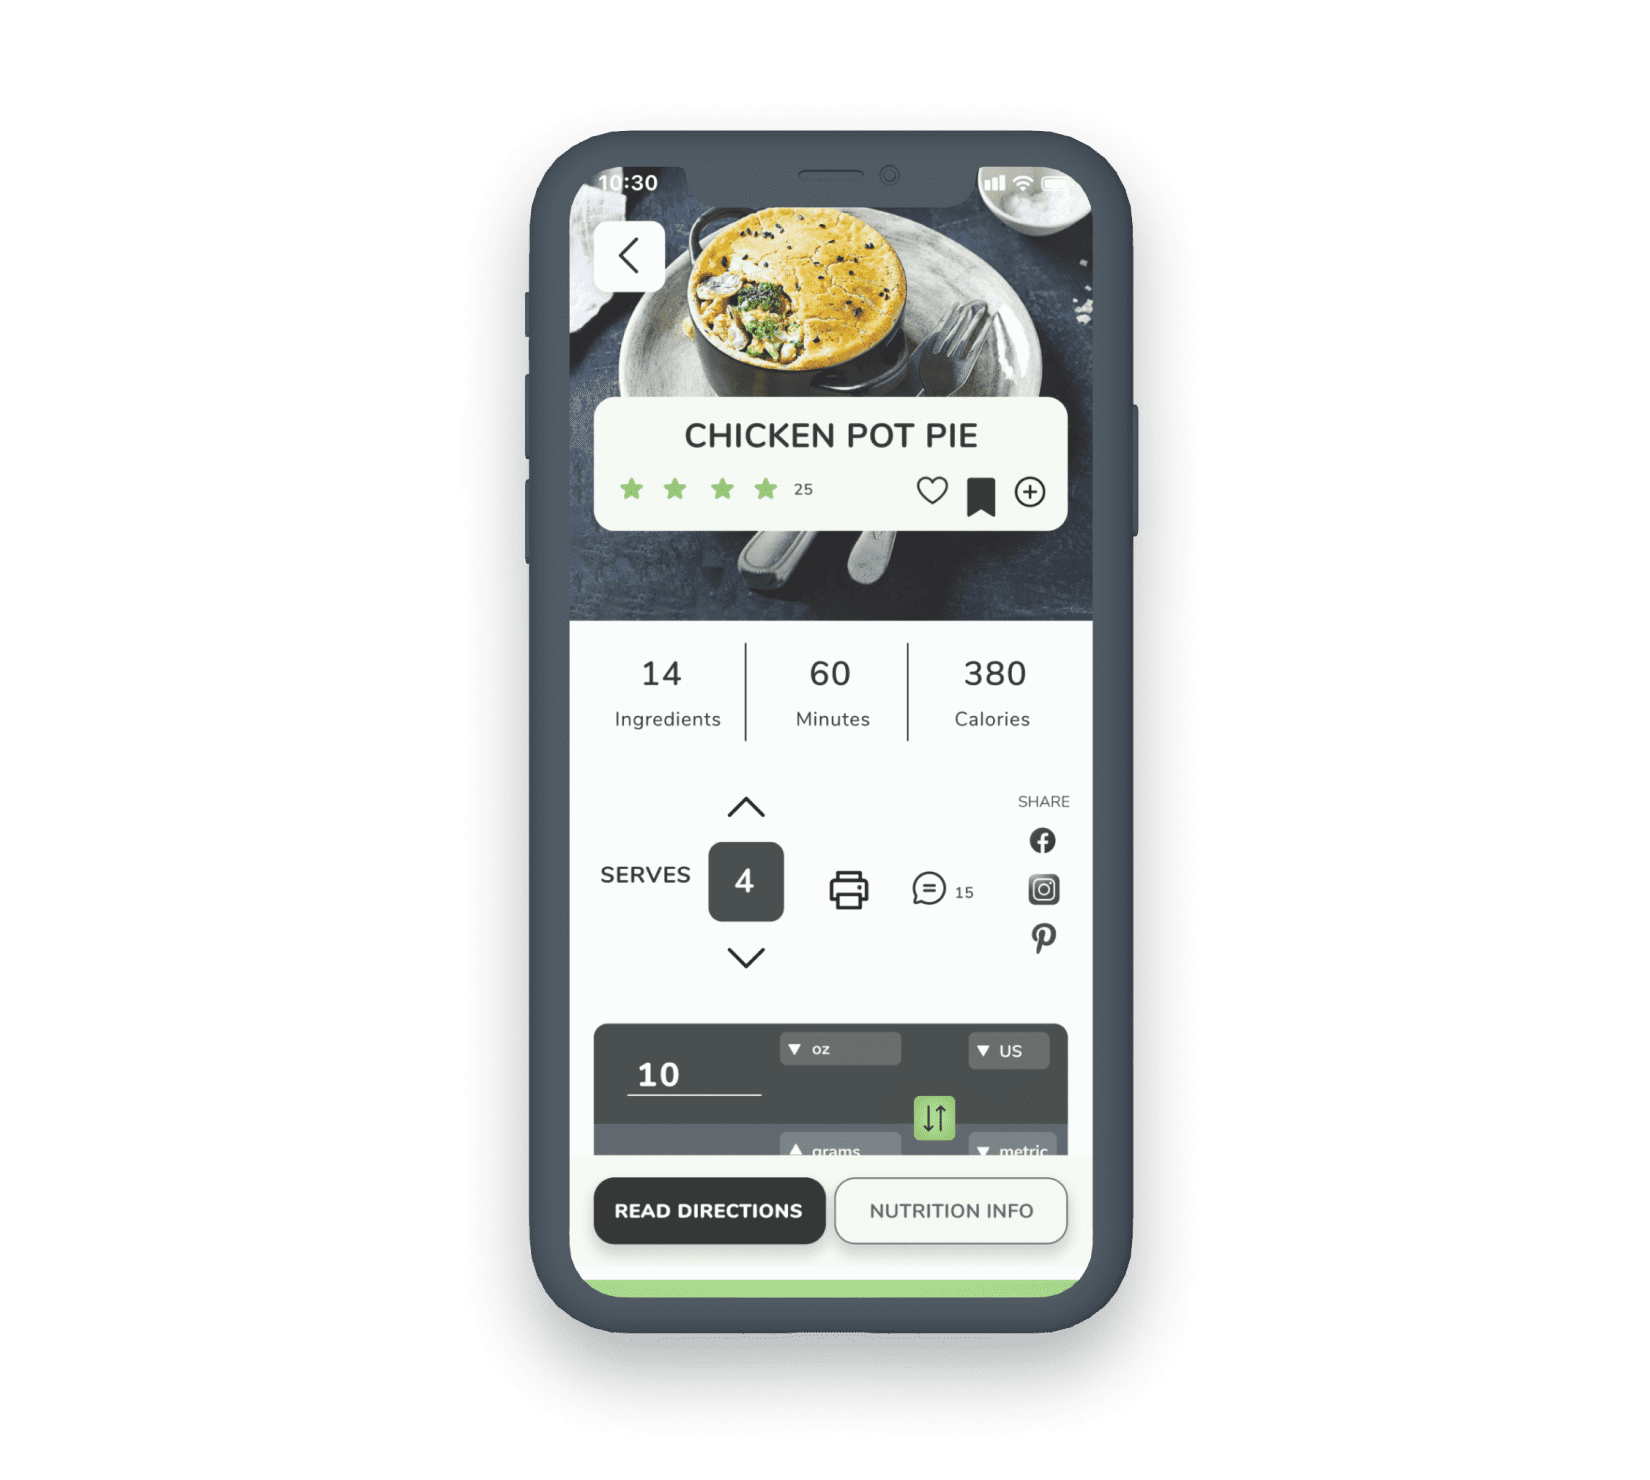 10:30
CHICKEN POT PIE
25
14
60
380
Ingredients
Minutes
Calories
SHARE
SERVES
4
15
10
oz
US
grams
metric
READ DIRECTIONS
NUTRITION INFO